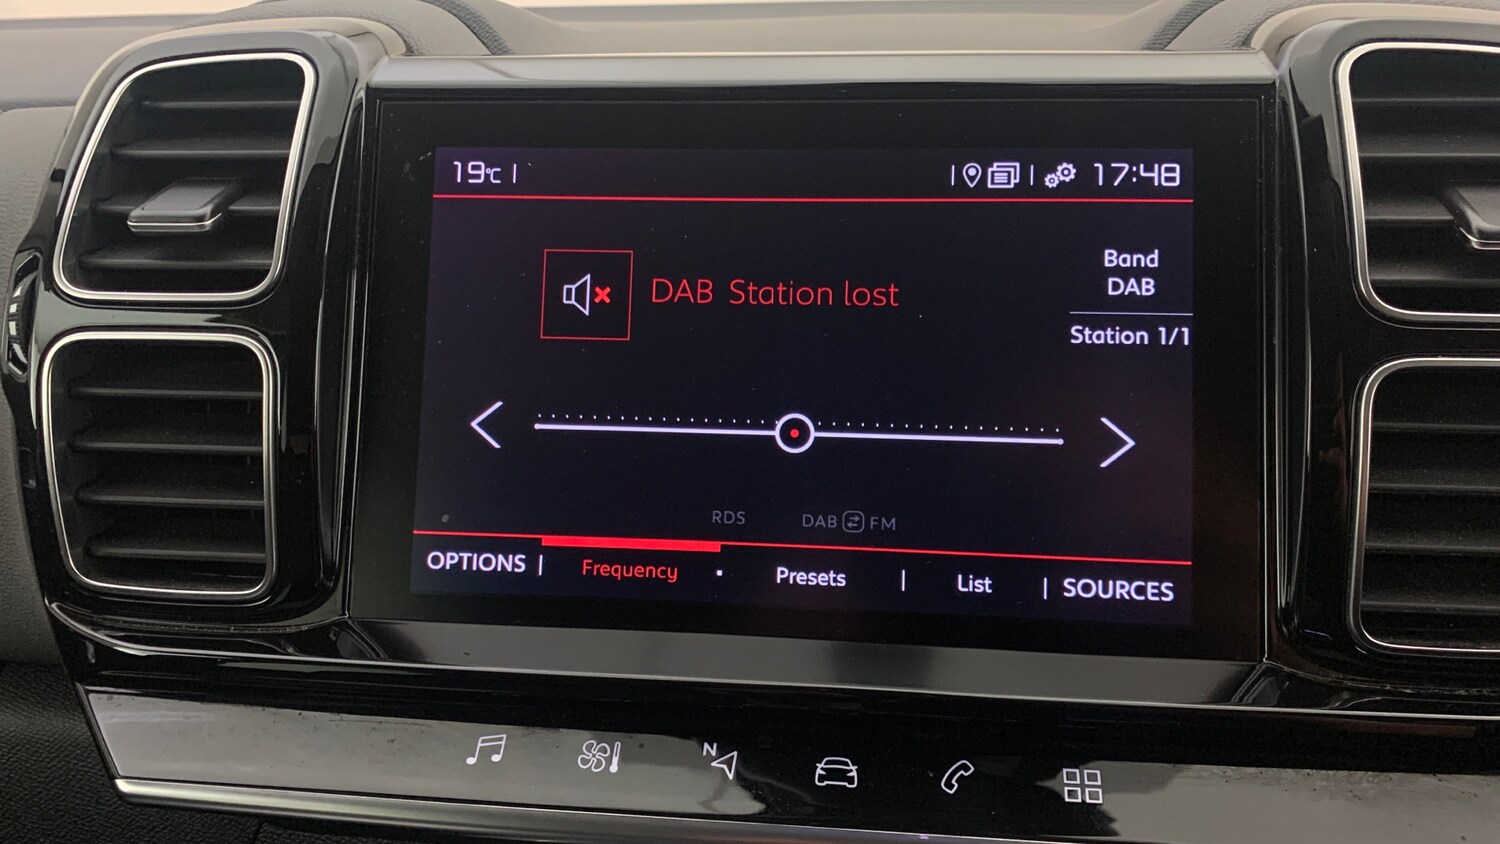 19°C
17:48
DAB Station lost
Band
DAB
Station 1/1
RDS
DAB FM
OPTIONS | Frequency Presets | List | SOURCES
N